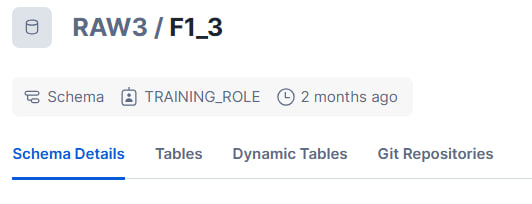 RAW3 / F1_3
Schema TRAINING_ROLE 2 months ago
Schema Details Tables Dynamic Tables Git Repositories